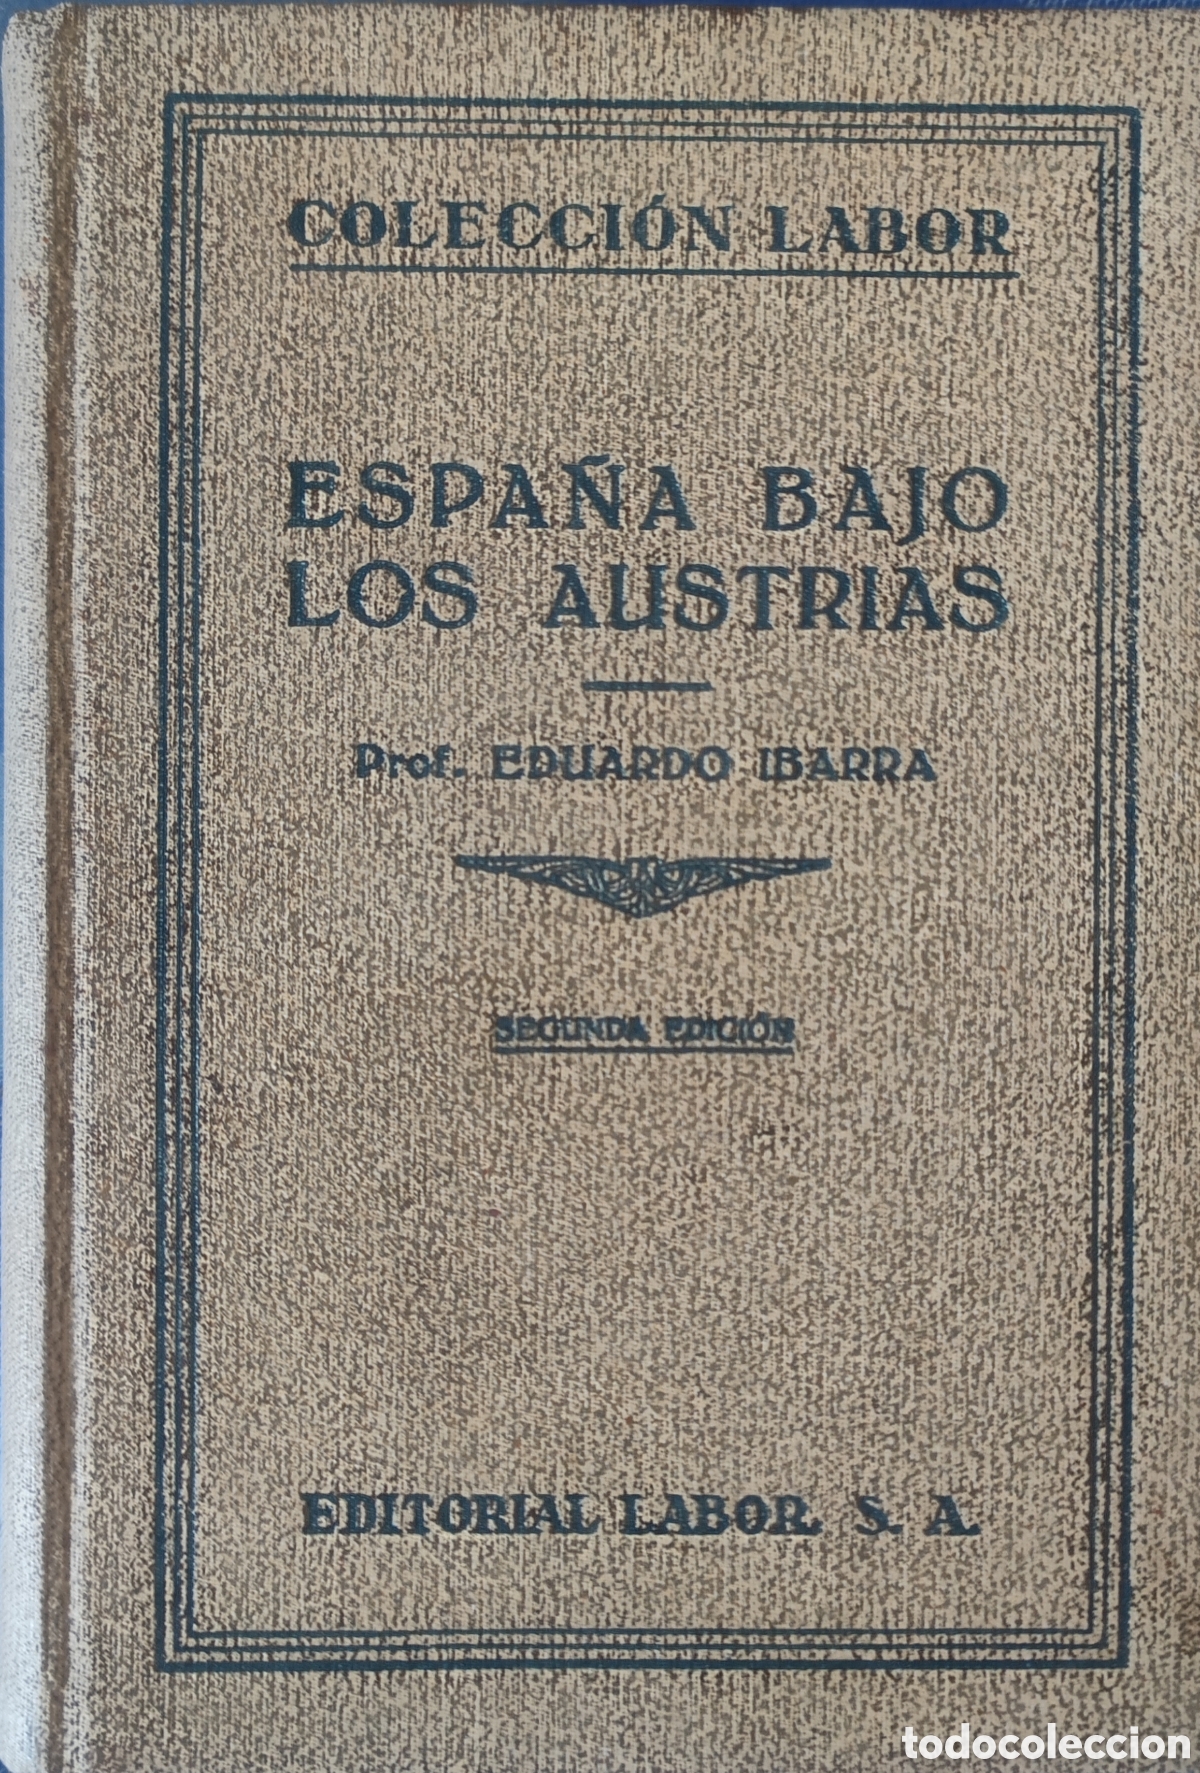 COLECCIÓN LABOR
ESPAÑA BAJO
LOS AUSTRIAS
Prof. EDUARDO IBARRA
SEGUNDA EDICIÓN
EDITORIAL LABOR S. A.
todocoleccion